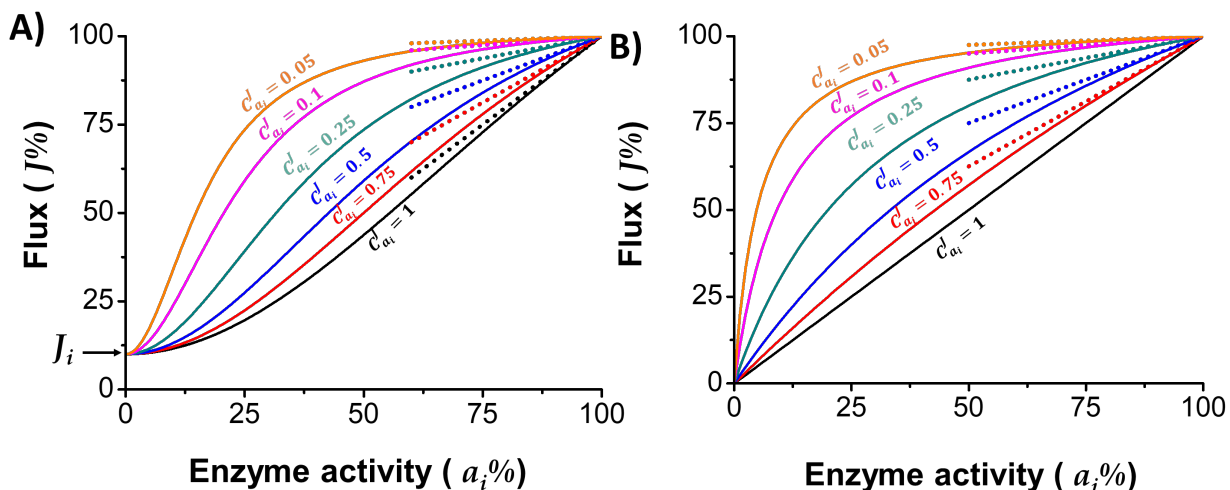 A)
100
75
50
25
0
Flux ( J%)
J_i
C^J_{a_i} = 0.05
C^J_{a_i} = 0.1
C^J_{a_i} = 0.25
C^J_{a_i} = 0.5
C^J_{a_i} = 0.75
C^J_{a_i} = 1
0 25 50 75 100
Enzyme activity ( a_i%)
B)
100
75
50
25
0
Flux ( J%)
C^J_{a_i} = 0.05
C^J_{a_i} = 0.1
C^J_{a_i} = 0.25
C^J_{a_i} = 0.5
C^J_{a_i} = 0.75
C^J_{a_i} = 1
0 25 50 75 100
Enzyme activity ( a_i%)